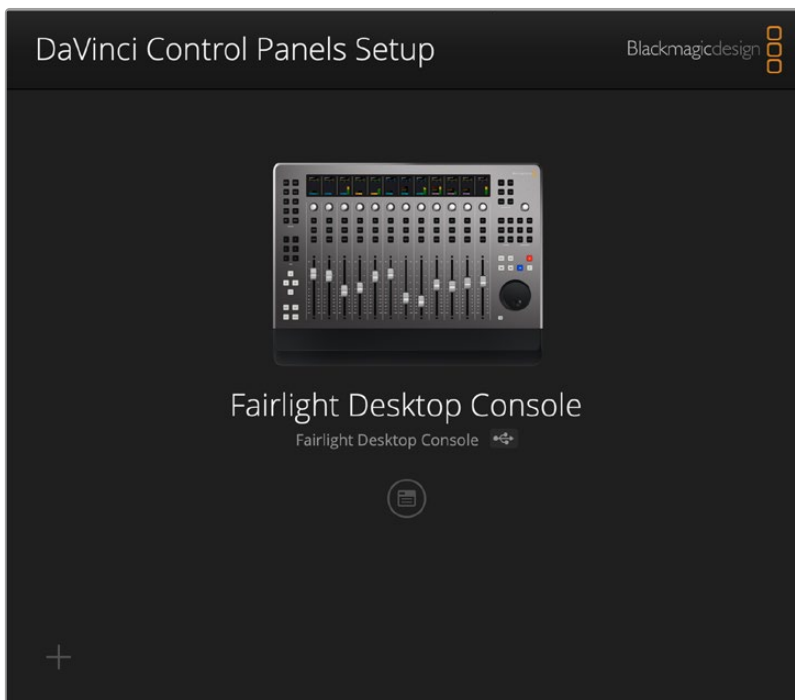 DaVinci Control Panels Setup
Blackmagicdesign
Fairlight Desktop Console
Fairlight Desktop Console